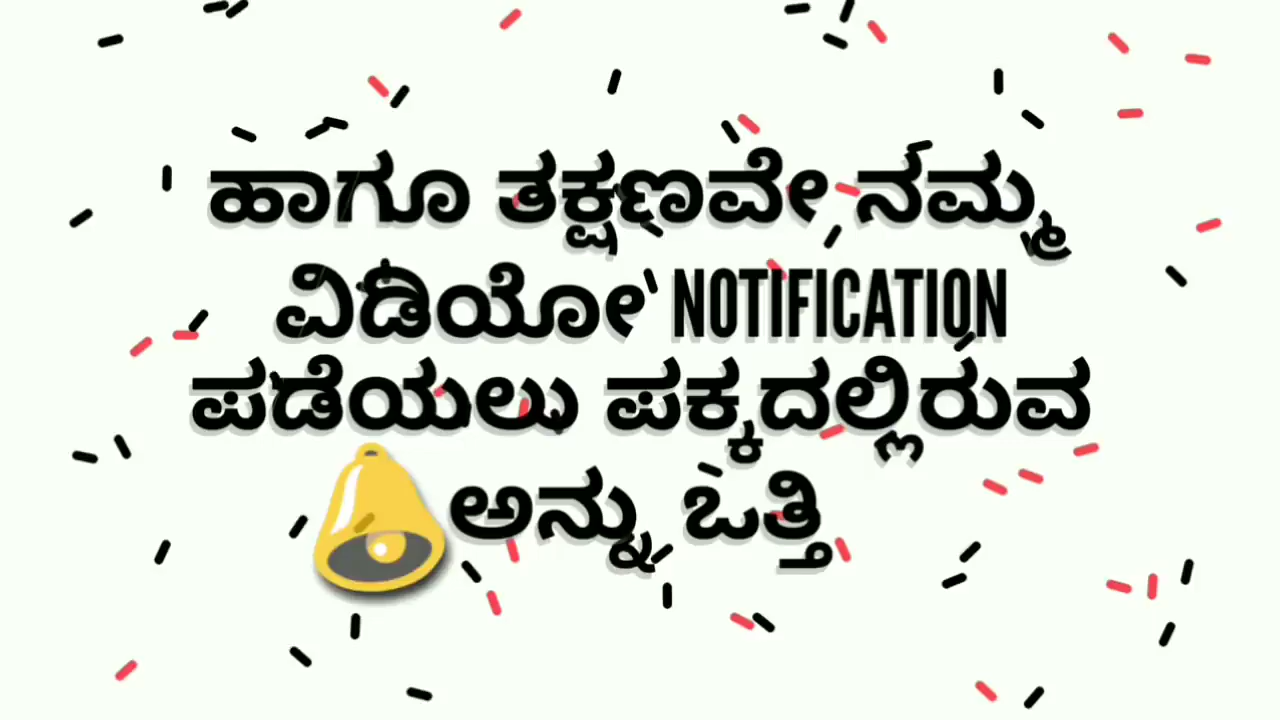 ಹಾಗೂ ತಕ್ಷಣವೇ ನಮ್ಮ
ವಿಡಿಯೋ NOTIFICATION
ಪಡೆಯಲು ಪಕ್ಕದಲ್ಲಿರುವ
ಅನ್ನು ಒತ್ತಿ